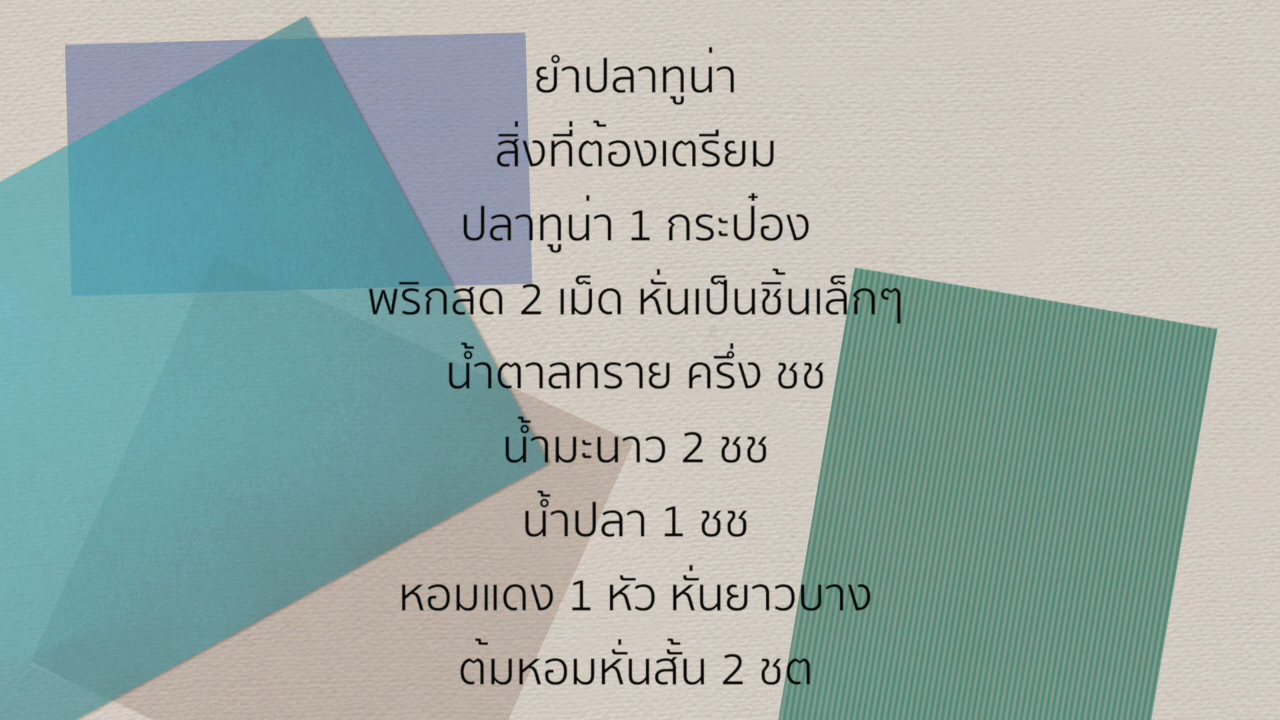 ยำปลาทูน่า
สิ่งที่ต้องเตรียม
ปลาทูน่า 1 กระป๋อง
พริกสด 2 เม็ด หั่นเป็นชิ้นเล็กๆ
น้ำตาลทราย ครึ่ง ชช
น้ำมะนาว 2 ชช
น้ำปลา 1 ชช
หอมแดง 1 หัว หั่นยาวบาง
ต้มหอมหั่นสั้น 2 ชต